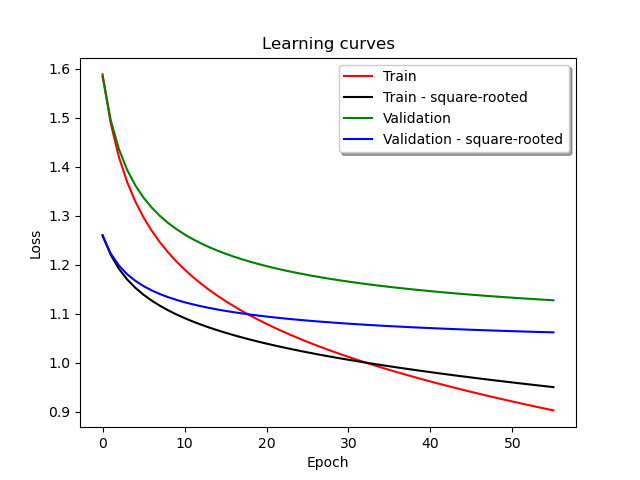 Learning curves
Train
Train - square-rooted
Validation
Validation - square-rooted
Loss
1.6
1.5
1.4
1.3
1.2
1.1
1.0
0.9
0 10 20 30 40 50
Epoch